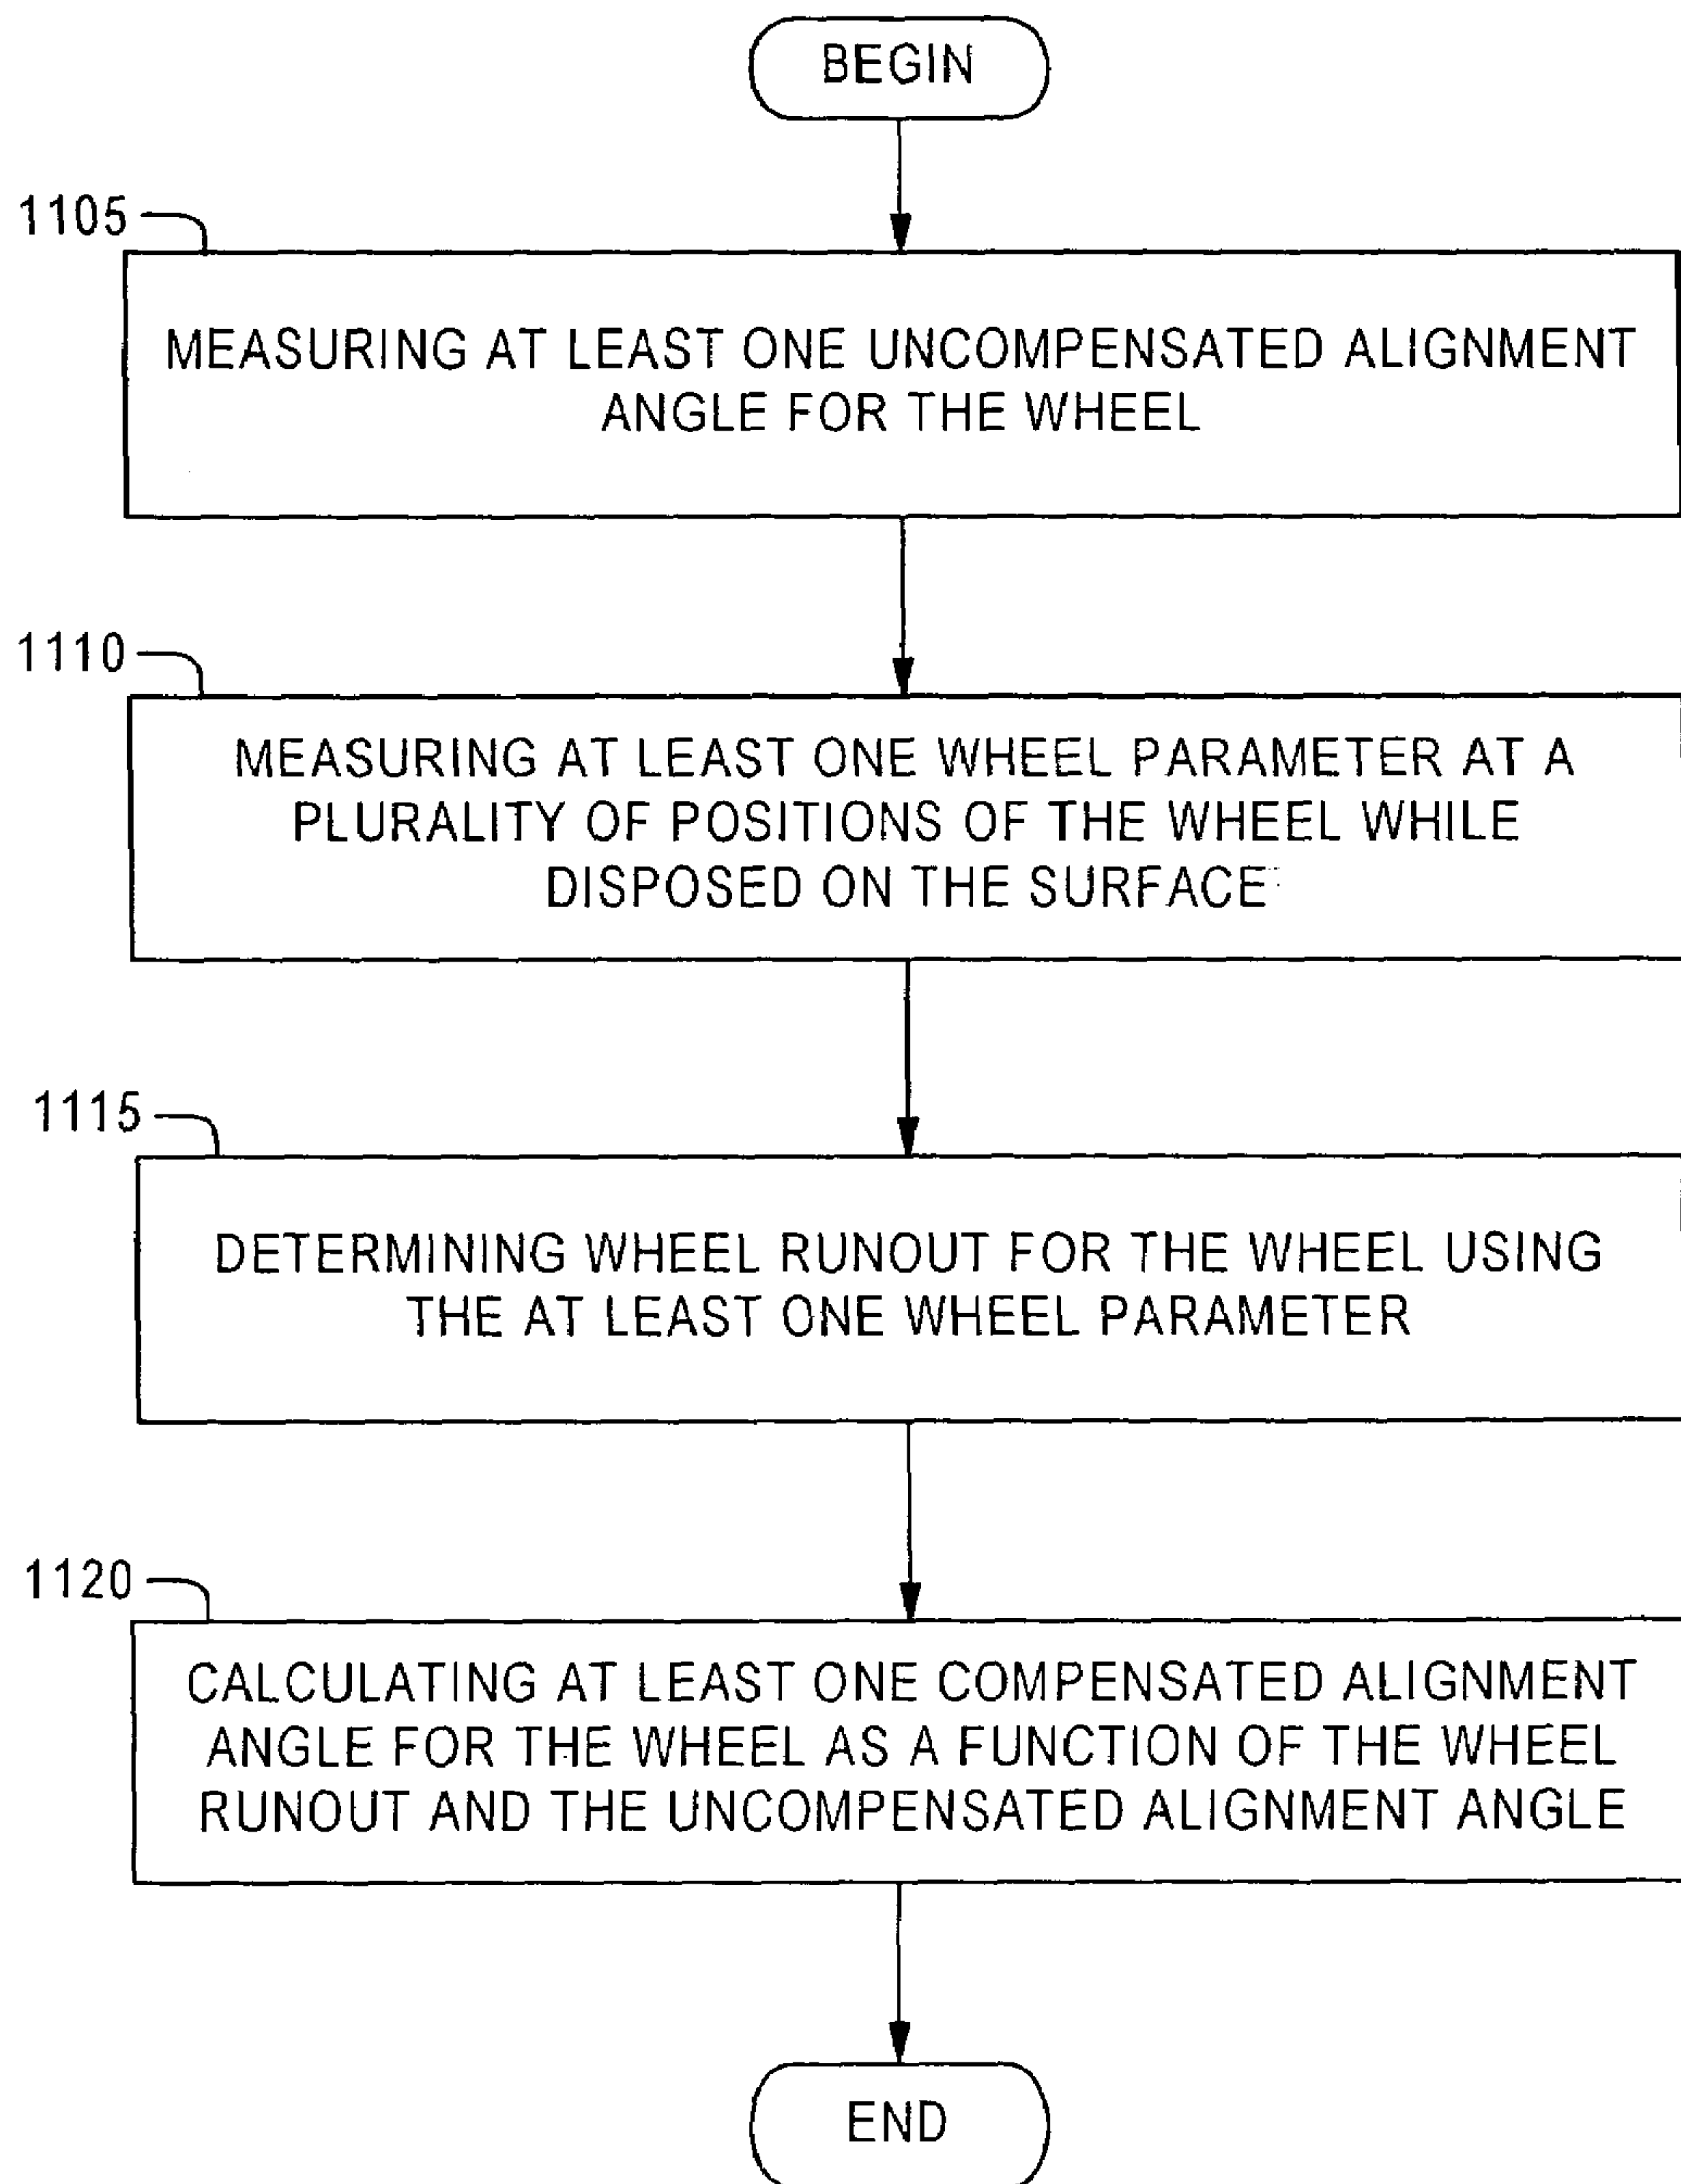 BEGIN
1105
MEASURING AT LEAST ONE UNCOMPENSATED ALIGNMENT
ANGLE FOR THE WHEEL
1110
MEASURING AT LEAST ONE WHEEL PARAMETER AT A
PLURALITY OF POSITIONS OF THE WHEEL WHILE
DISPOSED ON THE SURFACE
1115
DETERMINING WHEEL RUNOUT FOR THE WHEEL USING
THE AT LEAST ONE WHEEL PARAMETER
1120
CALCULATING AT LEAST ONE COMPENSATED ALIGNMENT
ANGLE FOR THE WHEEL AS A FUNCTION OF THE WHEEL
RUNOUT AND THE UNCOMPENSATED ALIGNMENT ANGLE
END